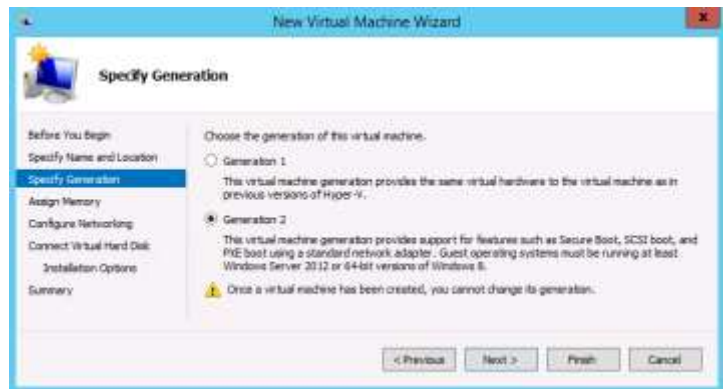 New Virtual Machine Wizard
x
Specify Generation
Before You Begin
Specify Name and Location
Specify Generation
Assign Memory
Configure Networking
Connect Virtual Hard Disk
Installation Options
Summary
Choose the generation of this virtual machine.
Generation 1
This virtual machine generation provides the same virtual hardware to the virtual machine as in
previous versions of Hyper-V.
Generation 2
This virtual machine generation provides support for features such as Secure Boot, SCSI boot, and
PXE boot using a standard network adapter. Guest operating systems must be running at least
Windows Server 2012 or 64-bit versions of Windows 8.
Once a virtual machine has been created, you cannot change its generation.
< Previous
Next >
Finish
Cancel